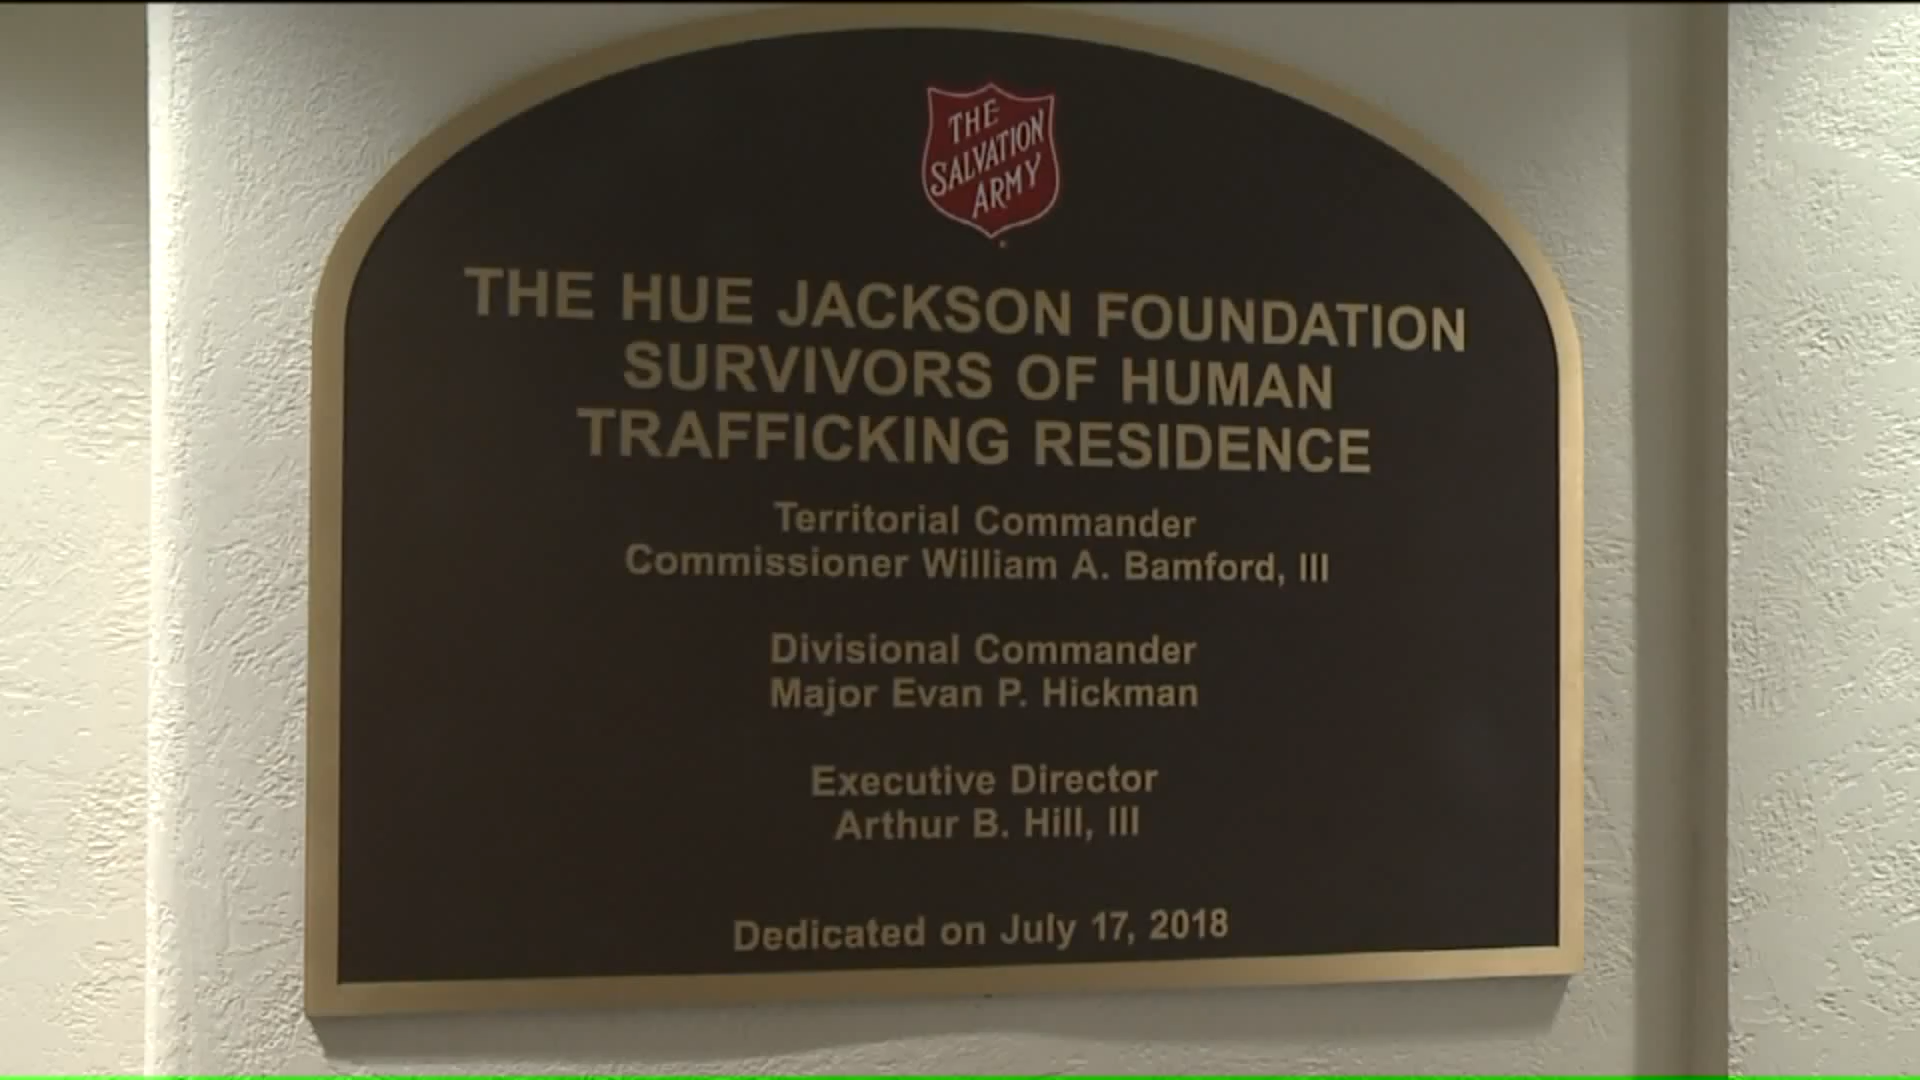 THE
SALVATION
ARMY
THE HUE JACKSON FOUNDATION
SURVIVORS OF HUMAN
TRAFFICKING RESIDENCE
Territorial Commander
Commissioner William A. Bamford, III
Divisional Commander
Major Evan P. Hickman
Executive Director
Arthur B. Hill, III
Dedicated on July 17, 2018